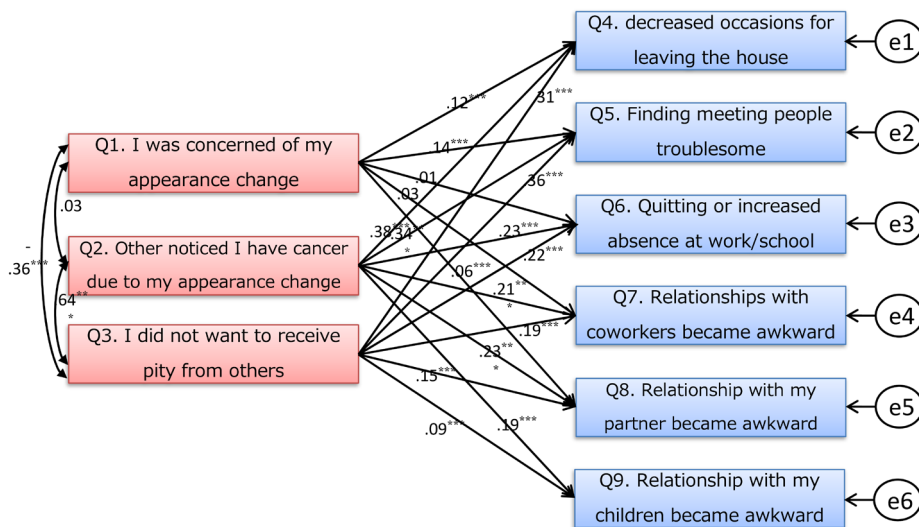 Q4. decreased occasions for
leaving the house
e1
.12***
31***
Q5. Finding meeting people
troublesome
e2
Q1. I was concerned of my
appearance change
14***
.01
.36***
.03
.03
Q6. Quitting or increased
absence at work/school
e3
.38***
.34**
*
.23***
-
.36***
Q2. Other noticed I have cancer
due to my appearance change
.22***
.06***
.21**
*
Q7. Relationships with
coworkers became awkward
e4
64**
*
.19***
Q3. I did not want to receive
pity from others
.23**
*
.15***
Q8. Relationship with my
partner became awkward
e5
.09***
.19***
Q9. Relationship with my
children became awkward
e6